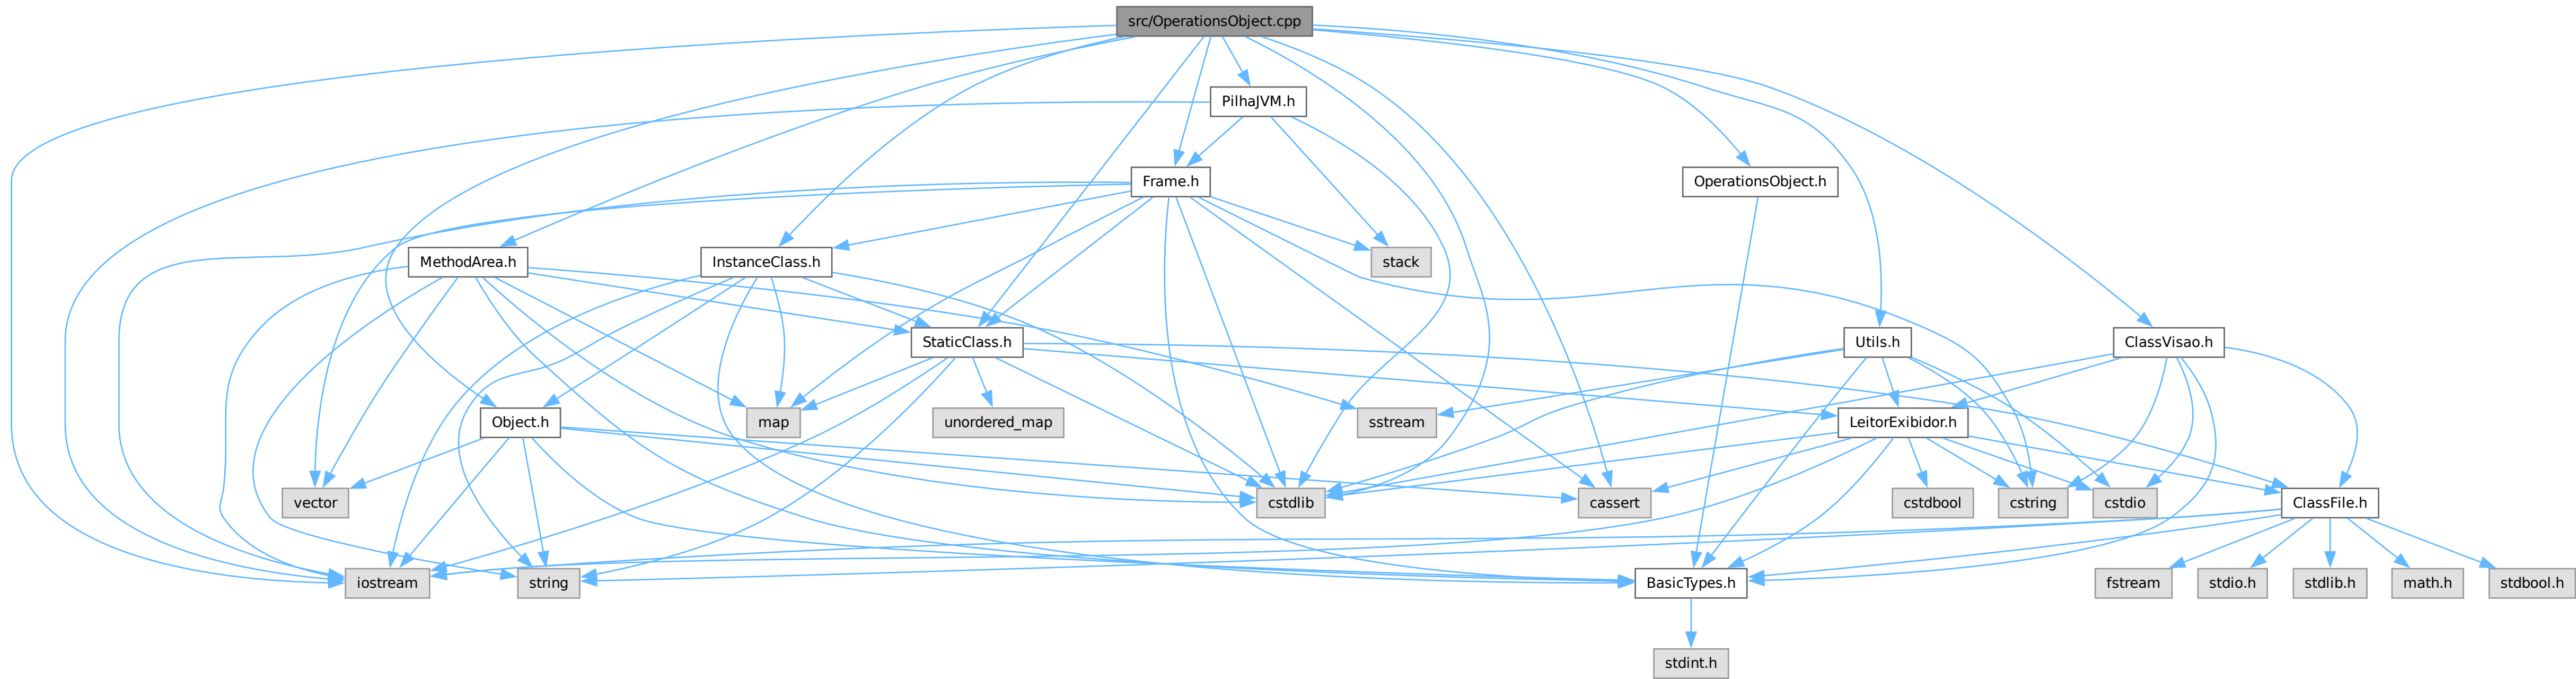 src/OperationsObject.cpp
PilhaJVM.h
Frame.h
OperationsObject.h
MethodArea.h
InstanceClass.h
stack
StaticClass.h
Utils.h
ClassVisao.h
Object.h
map
unordered_map
sstream
LeitorExibidor.h
vector
cstdlib
cassert
cstdbool
cstring
cstdio
ClassFile.h
iostream
string
BasicTypes.h
fstream
stdio.h
stdlib.h
math.h
stdbool.h
stdint.h